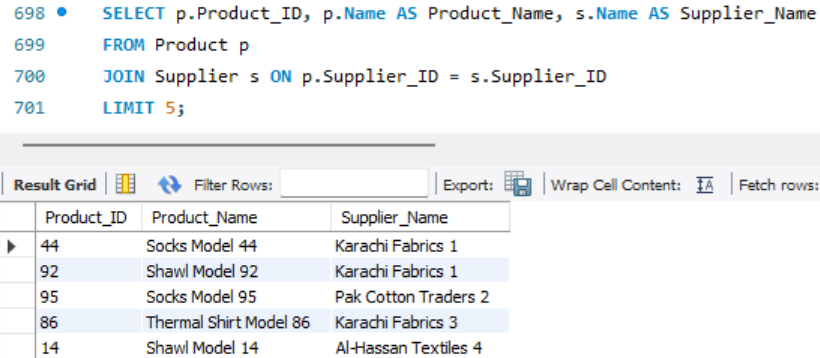 698 SELECT p.Product_ID, p.Name AS Product_Name, s.Name AS Supplier_Name
699 FROM Product p
700 JOIN Supplier s ON p.Supplier_ID = s.Supplier_ID
701 LIMIT 5;
Result Grid Filter Rows: Export: Wrap Cell Content: IA Fetch rows:
Product_ID Product_Name Supplier_Name
44 Socks Model 44 Karachi Fabrics 1
92 Shawl Model 92 Karachi Fabrics 1
95 Socks Model 95 Pak Cotton Traders 2
86 Thermal Shirt Model 86 Karachi Fabrics 3
14 Shawl Model 14 Al-Hassan Textiles 4